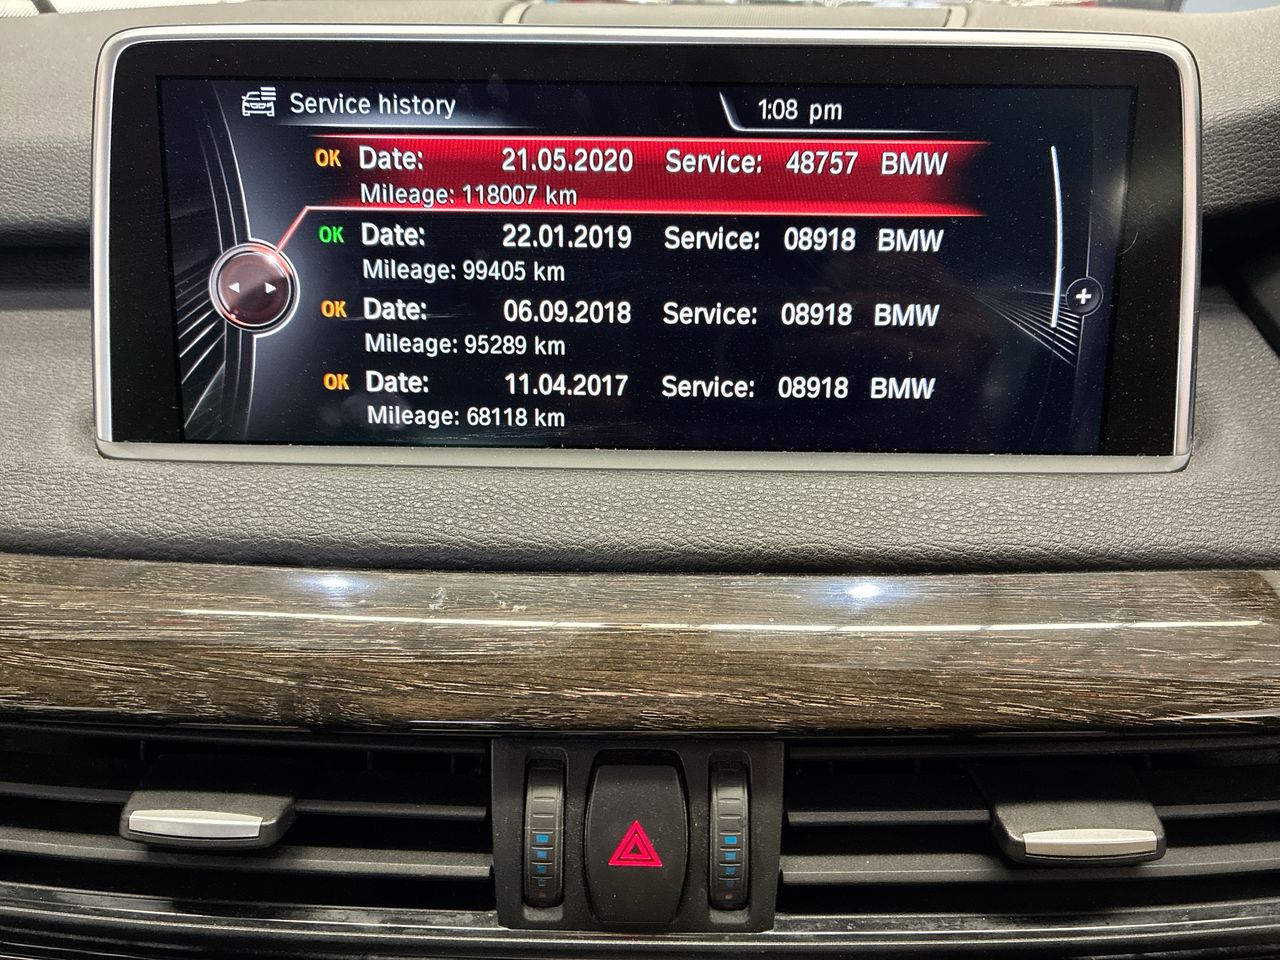 Service history 1:08 pm
OK Date: 21.05.2020 Service: 48757 BMW
Mileage: 118007 km
OK Date: 22.01.2019 Service: 08918 BMW
Mileage: 99405 km
OK Date: 06.09.2018 Service: 08918 BMW
Mileage: 95289 km
OK Date: 11.04.2017 Service: 08918 BMW
Mileage: 68118 km